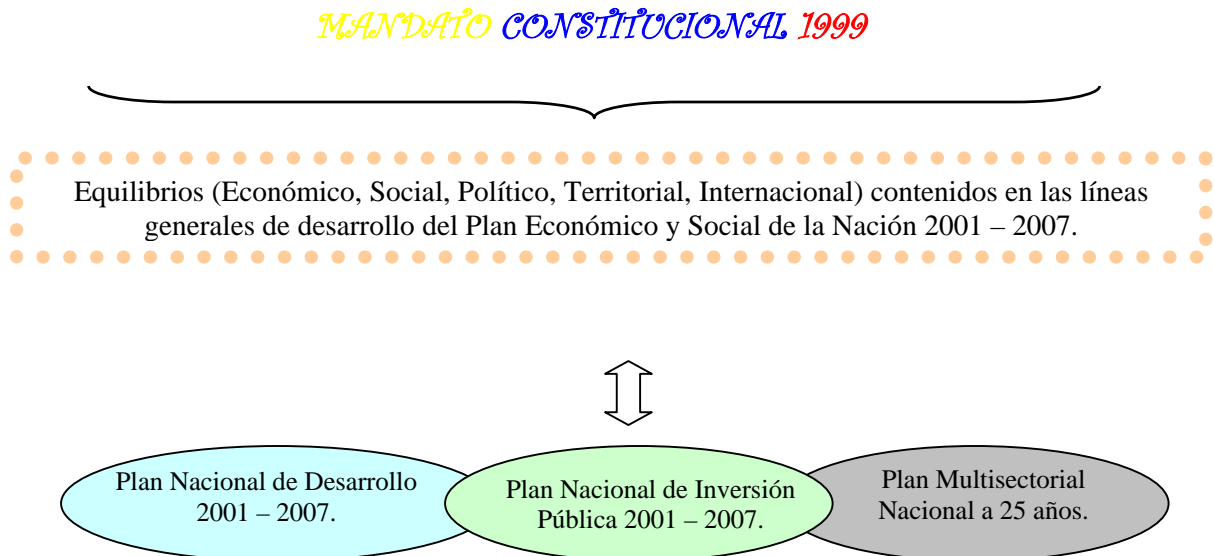 MANDATO CONSTITUCIONAL 1999
Equilibrios (Económico, Social, Político, Territorial, Internacional) contenidos en las líneas
generales de desarrollo del Plan Económico y Social de la Nación 2001 – 2007.
Plan Nacional de Desarrollo
2001 – 2007.
Plan Nacional de Inversión
Pública 2001 – 2007.
Plan Multisectorial
Nacional a 25 años.